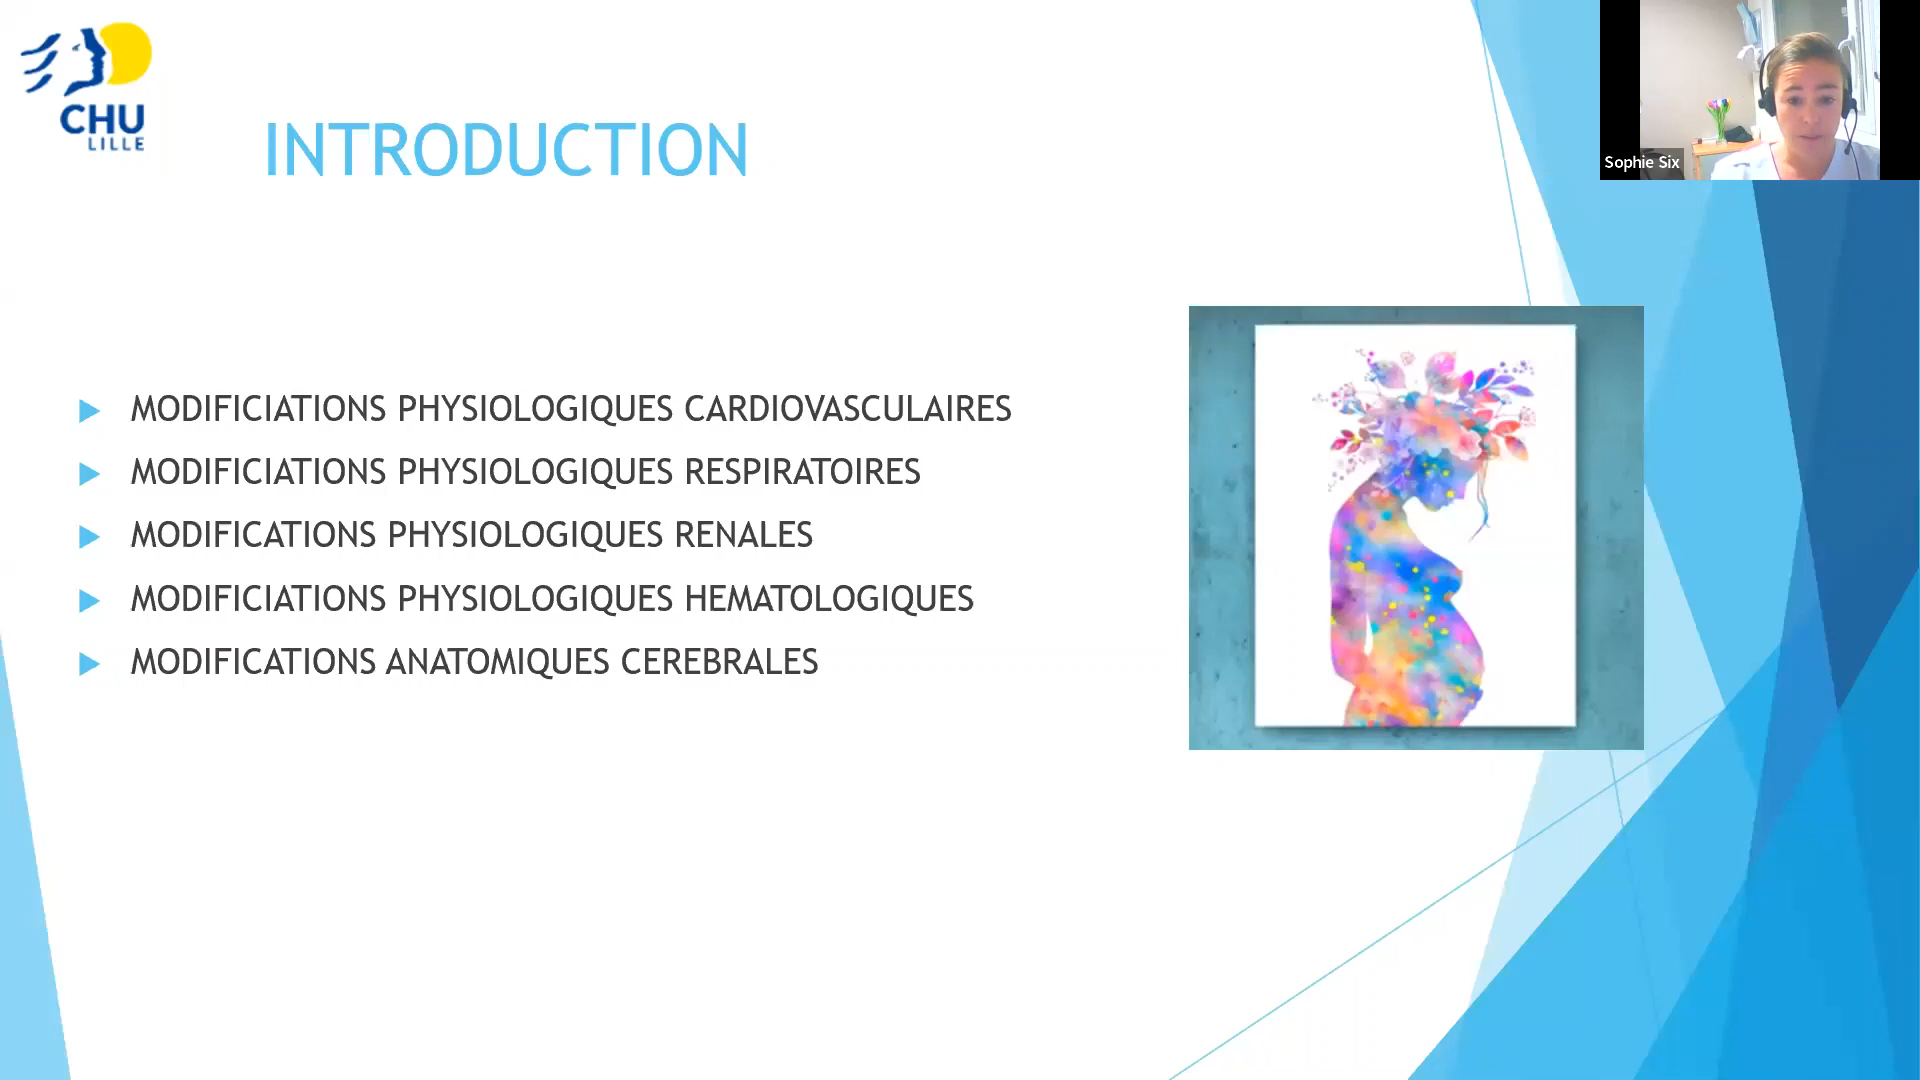 CHU
LILLE
INTRODUCTION
Sophie Six
MODIFICIATIONS PHYSIOLOGIQUES CARDIOVASCULAIRES
MODIFICIATIONS PHYSIOLOGIQUES RESPIRATOIRES
MODIFICATIONS PHYSIOLOGIQUES RENALES
MODIFICIATIONS PHYSIOLOGIQUES HEMATOLOGIQUES
MODIFICATIONS ANATOMIQUES CEREBRALES